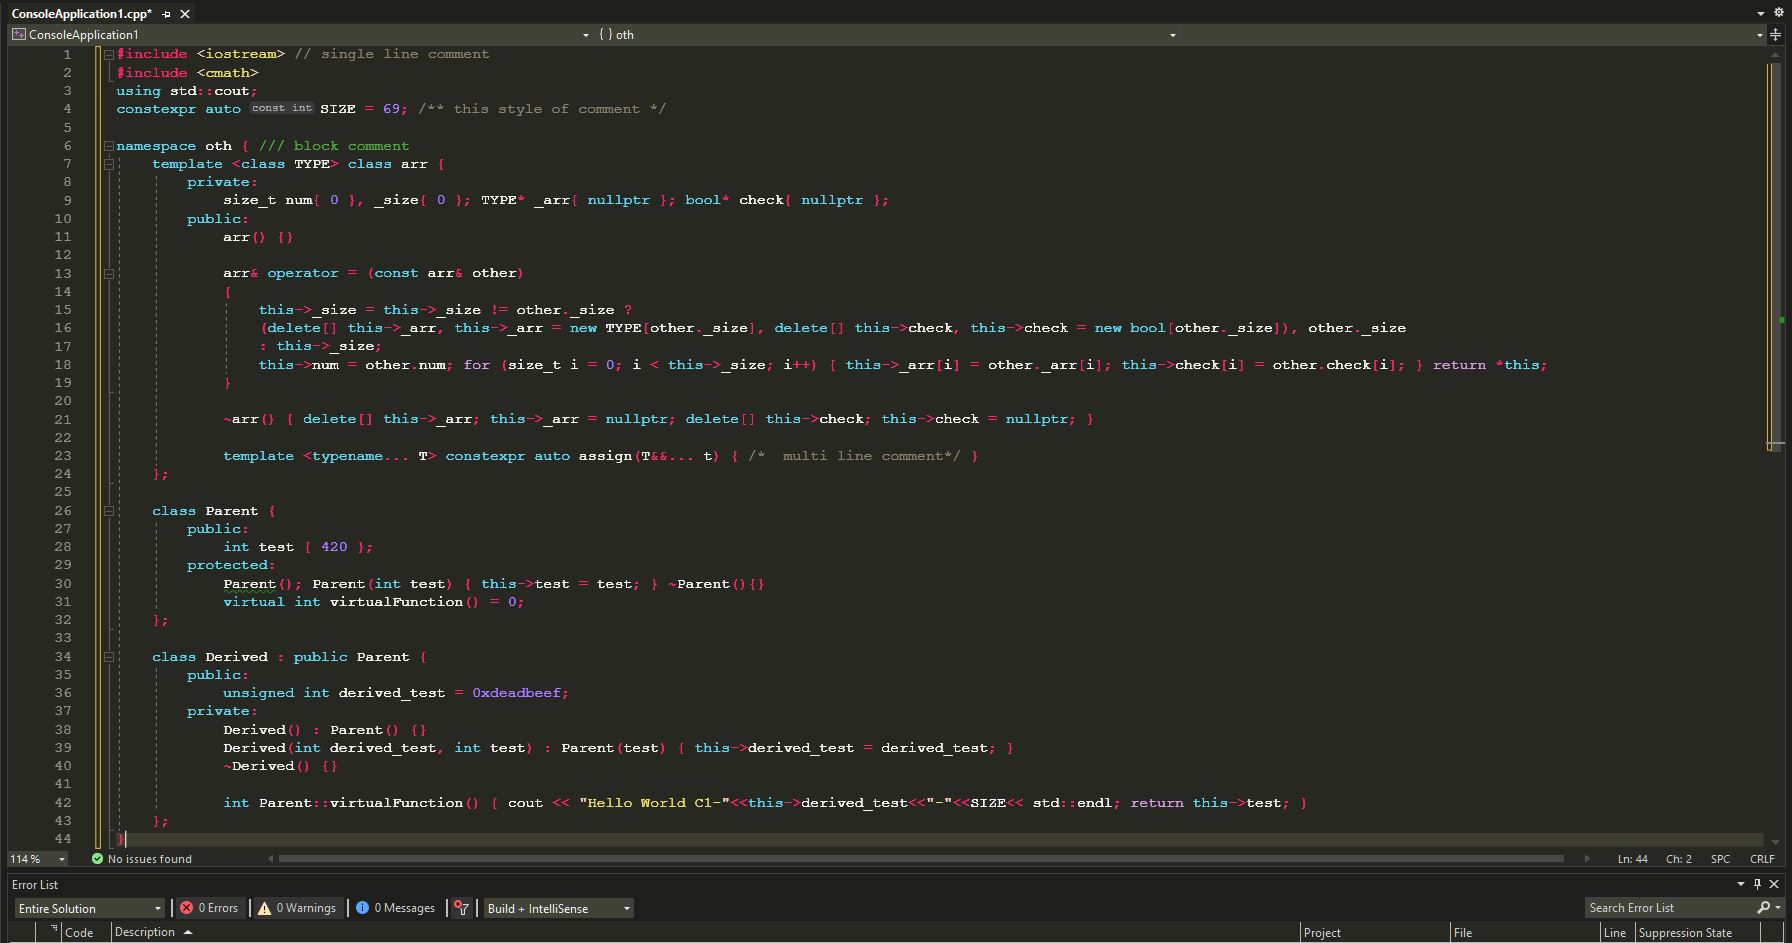 ConsoleApplication1.cpp*
ConsoleApplication1 { } oth
1 #include <iostream> // single line comment
2 #include <cmath>
3 using std::cout;
4 constexpr auto const int SIZE = 69; /** this style of comment */
5
6 namespace oth { /// block comment
7 template <class TYPE> class arr {
8 private:
9 size_t num{ 0 }, _size{ 0 }; TYPE* _arr{ nullptr }; bool* check{ nullptr };
10 public:
11 arr() {}
12
13 arr& operator = (const arr& other)
14 {
15 this->_size = this->_size != other._size ?
16 (delete[] this->_arr, this->_arr = new TYPE[other._size], delete[] this->check, this->check = new bool[other._size]), other._size
17 : this->_size;
18 this->num = other.num; for (size_t i = 0; i < this->_size; i++) { this->_arr[i] = other._arr[i]; this->check[i] = other.check[i]; } return *this;
19 }
20
21 ~arr() { delete[] this->_arr; this->_arr = nullptr; delete[] this->check; this->check = nullptr; }
22
23 template <typename... T> constexpr auto assign(T&&... t) { /*  multi line comment*/ }
24 };
25
26 class Parent {
27 public:
28 int test { 420 };
29 protected:
30 Parent(); Parent(int test) { this->test = test; } ~Parent(){}
31 virtual int virtualFunction() = 0;
32 };
33
34 class Derived : public Parent {
35 public:
36 unsigned int derived_test = 0xdeadbeef;
37 private:
38 Derived() : Parent() {}
39 Derived(int derived_test, int test) : Parent(test) { this->derived_test = derived_test; }
40 ~Derived() {}
41
42 int Parent::virtualFunction() { cout << "Hello World C1-"<<this->derived_test<<"-"<<SIZE<< std::endl; return this->test; }
43 };
44 }
114 % No issues found Ln: 44 Ch: 2 SPC CRLF
Error List
Entire Solution 0 Errors 0 Warnings 0 Messages Build + IntelliSense Search Error List
Code Description Project File Line Suppression State